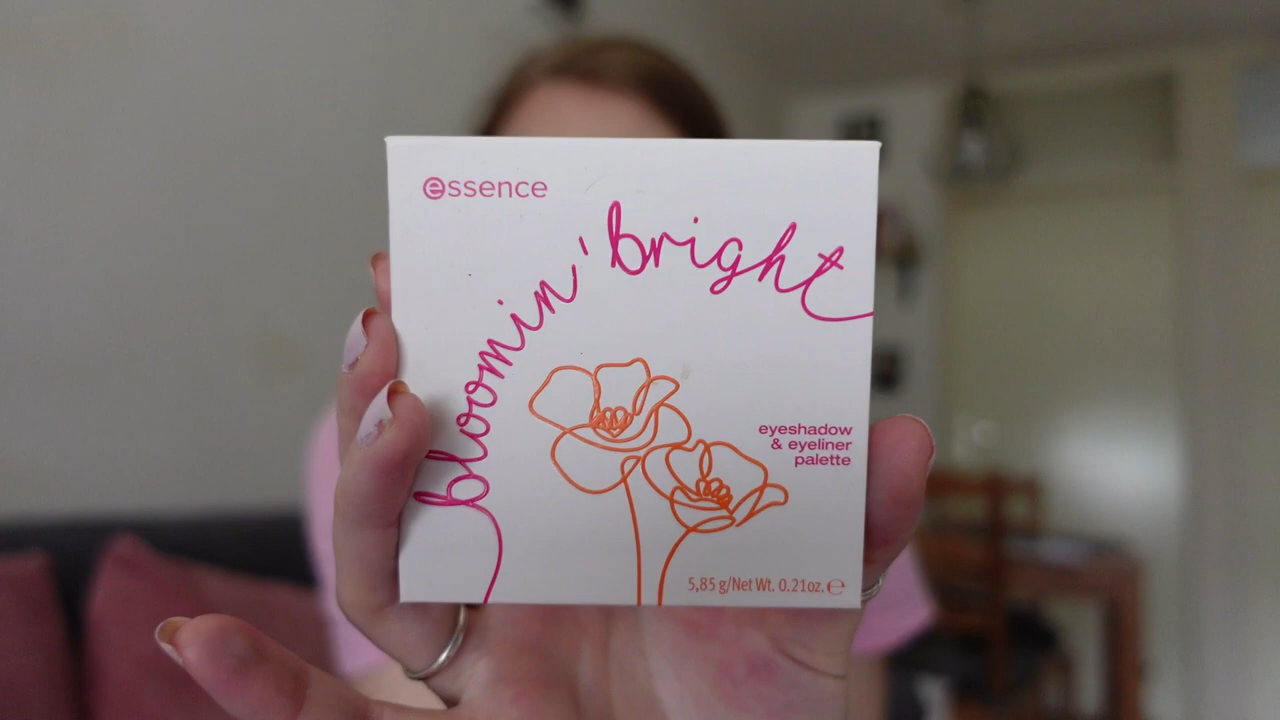 essence
bloomin' bright
eyeshadow
& eyeliner
palette
5,85 g/Net Wt. 0.21oz. ℮